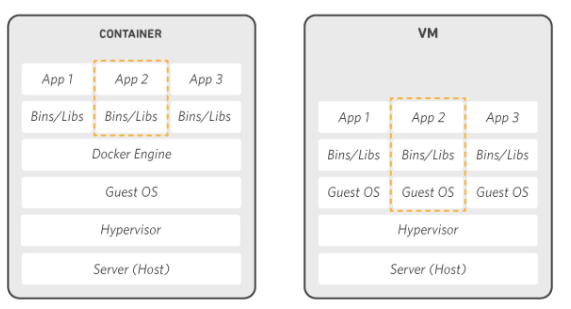 CONTAINER
App 1 App 2 App 3
Bins/Libs Bins/Libs Bins/Libs
Docker Engine
Guest OS
Hypervisor
Server (Host)
VM
App 1 App 2 App 3
Bins/Libs Bins/Libs Bins/Libs
Guest OS Guest OS Guest OS
Hypervisor
Server (Host)